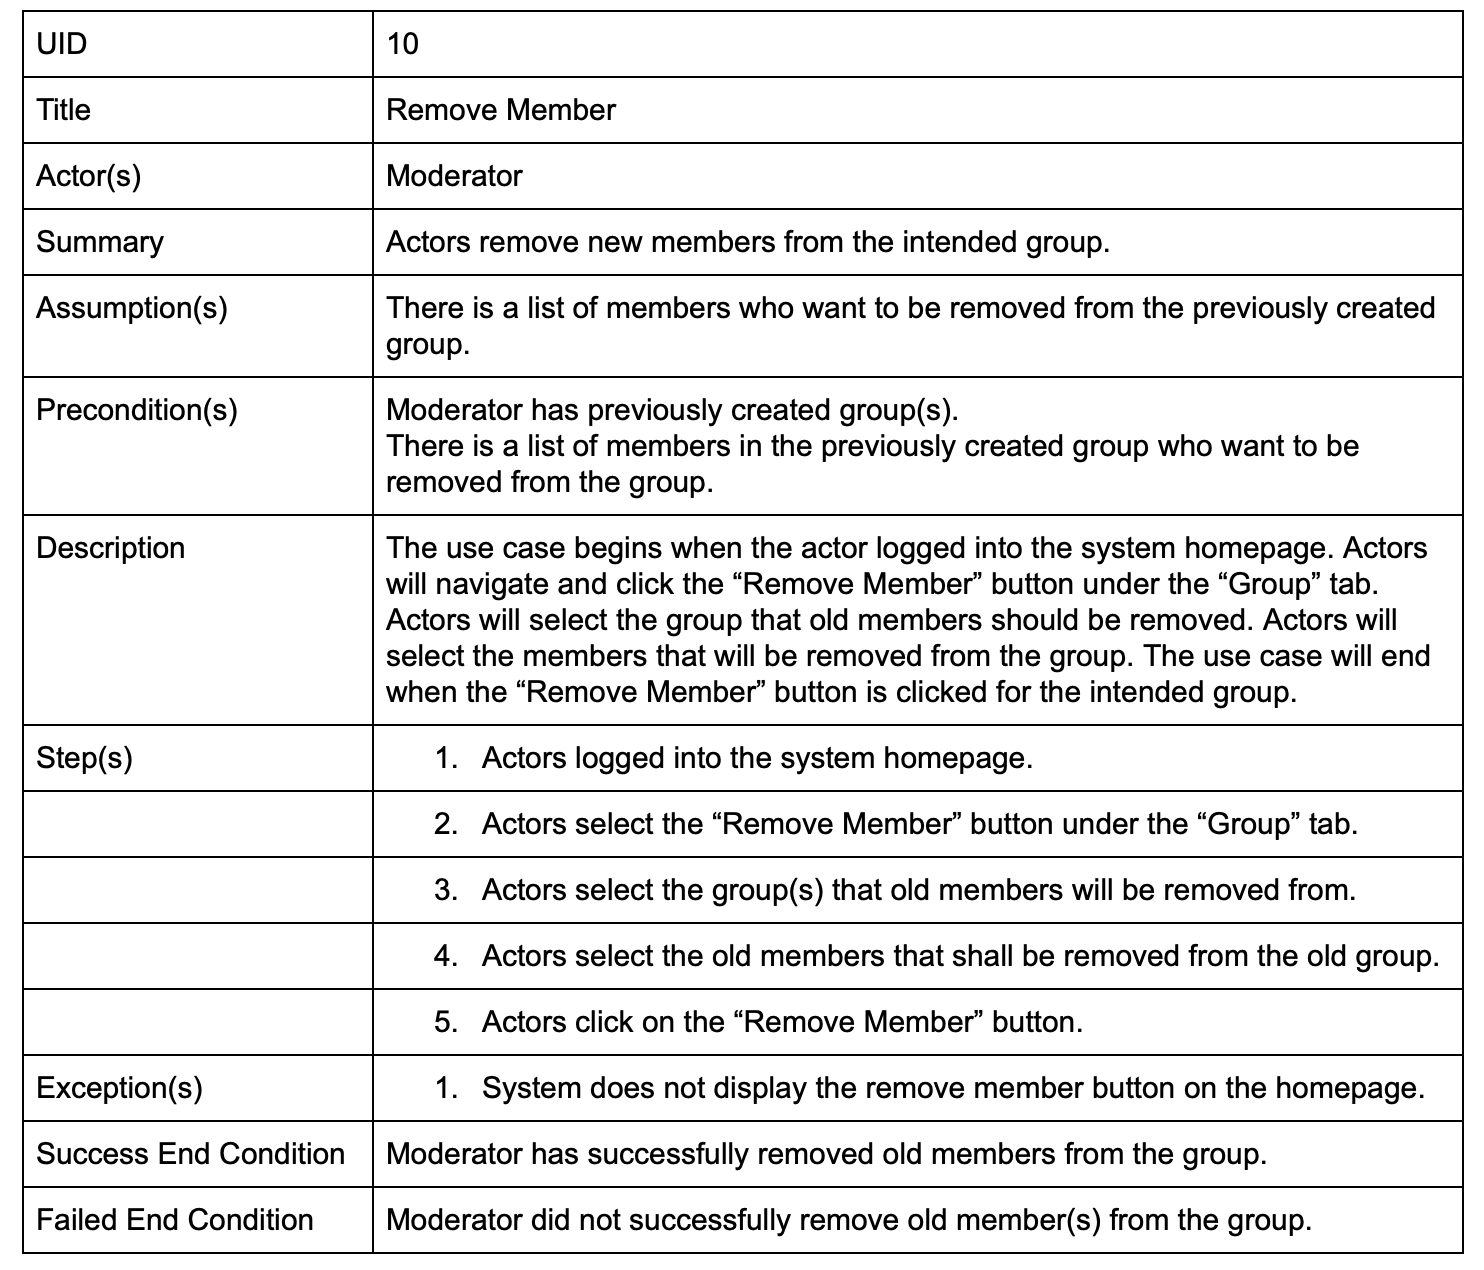 UID
10
Title
Remove Member
Actor(s)
Moderator
Summary
Actors remove new members from the intended group.
Assumption(s)
There is a list of members who want to be removed from the previously created
group.
Precondition(s)
Moderator has previously created group(s).
There is a list of members in the previously created group who want to be
removed from the group.
Description
The use case begins when the actor logged into the system homepage. Actors
will navigate and click the “Remove Member” button under the “Group” tab.
Actors will select the group that old members should be removed. Actors will
select the members that will be removed from the group. The use case will end
when the “Remove Member” button is clicked for the intended group.
Step(s)
1. Actors logged into the system homepage.
2. Actors select the “Remove Member” button under the “Group” tab.
3. Actors select the group(s) that old members will be removed from.
4. Actors select the old members that shall be removed from the old group.
5. Actors click on the “Remove Member” button.
Exception(s)
1. System does not display the remove member button on the homepage.
Success End Condition
Moderator has successfully removed old members from the group.
Failed End Condition
Moderator did not successfully remove old member(s) from the group.